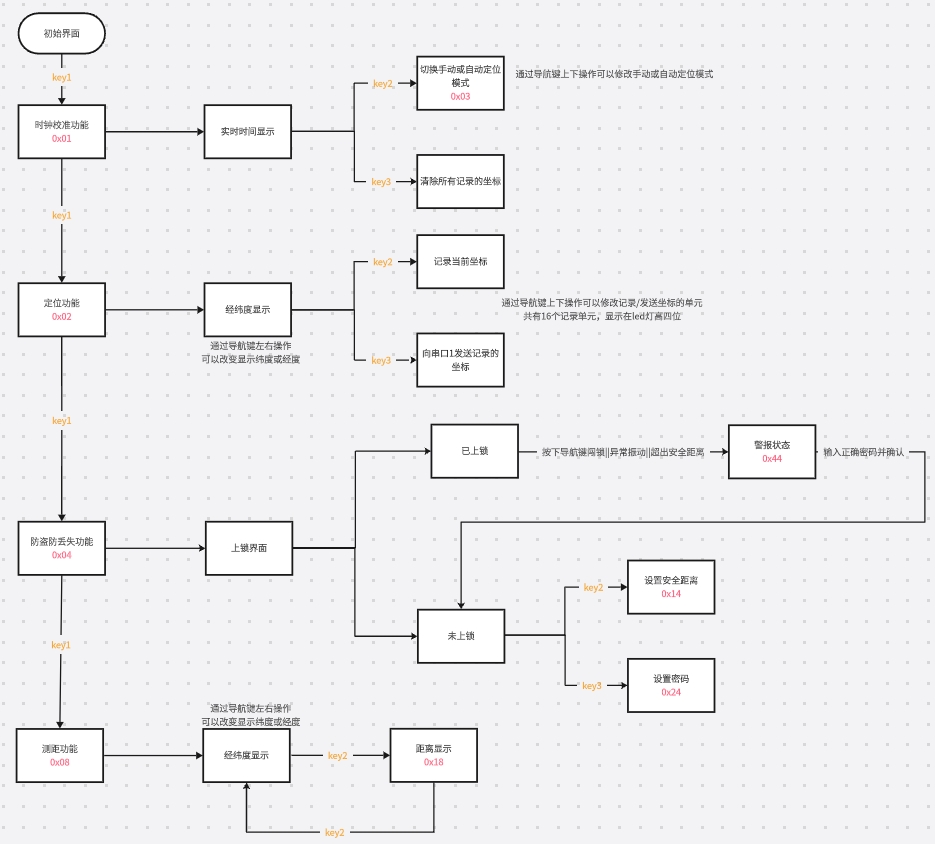 初始界面
key1
时钟校准功能
0x01
实时时间显示
key2
切换手动或自动定位
模式
0x03
通过导航键上下操作可以修改手动或自动定位模式
key3
清除所有记录的坐标
key1
定位功能
0x02
经纬度显示
通过导航键左右操作
可以改变显示纬度或经度
key2
记录当前坐标
通过导航键上下操作可以修改记录/发送坐标的单元
共有16个记录单元，显示在led灯高四位
key3
向串口1发送记录的
坐标
key1
防盗防丢失功能
0x04
上锁界面
已上锁
按下导航键隔锁||异常振动||超出安全距离
警报状态
0x44
输入正确密码并确认
未上锁
key2
设置安全距离
0x14
key3
设置密码
0x24
key1
测距功能
0x08
通过导航键左右操作
可以改变显示纬度或经度
经纬度显示
key2
距离显示
0x18
key2